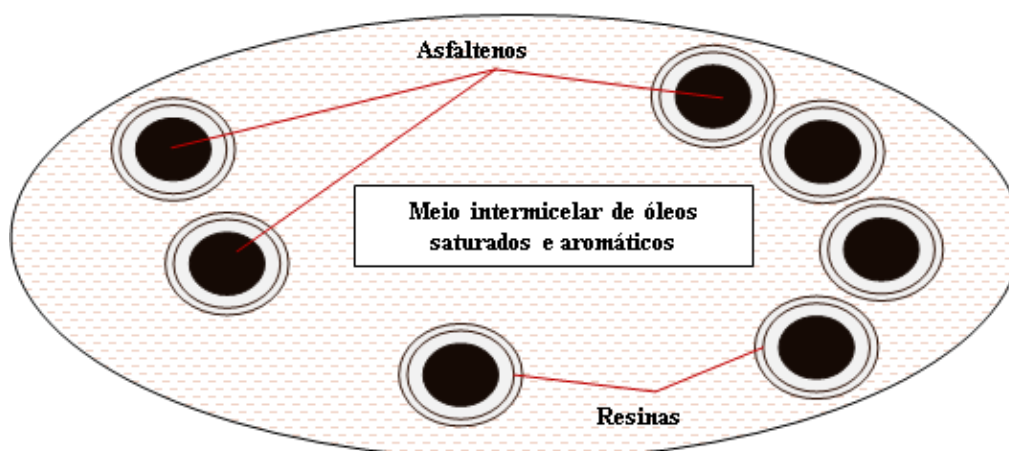 Asfaltenos
Meio intermicelar de óleos
saturados e aromáticos
Resinas